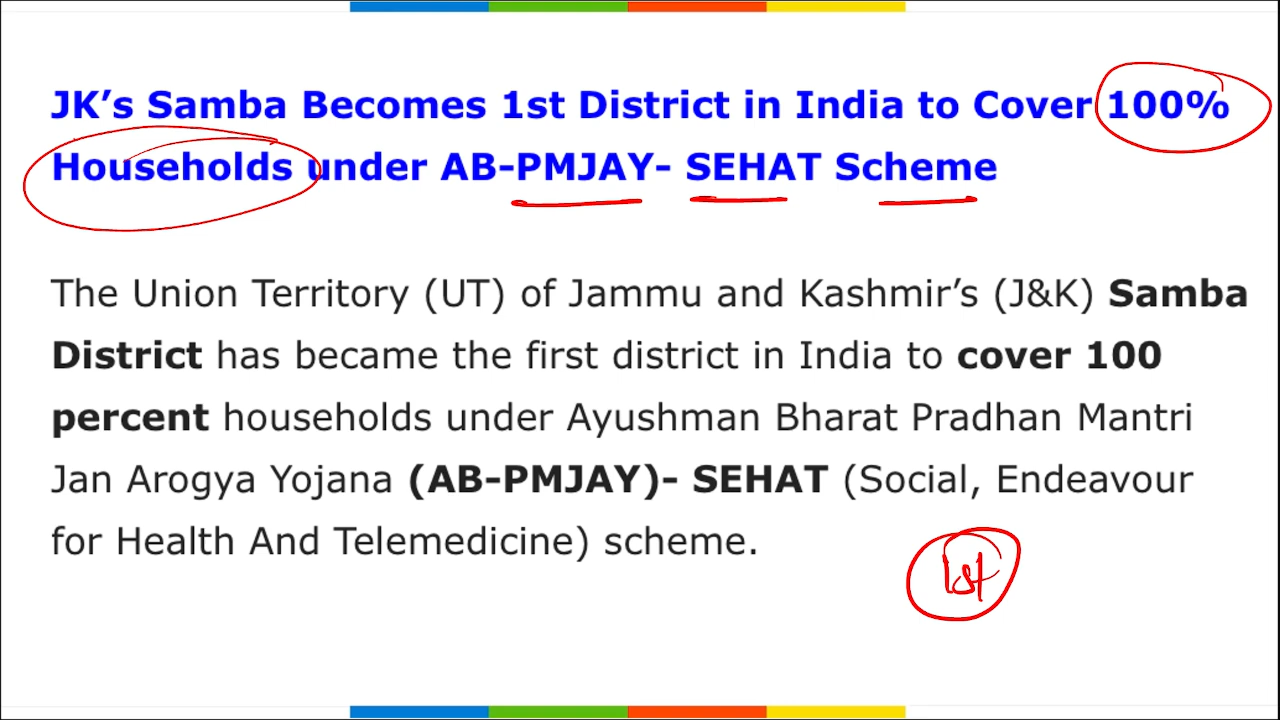 JK’s Samba Becomes 1st District in India to Cover 100%
Households under AB-PMJAY- SEHAT Scheme
The Union Territory (UT) of Jammu and Kashmir’s (J&K) Samba
District has became the first district in India to cover 100
percent households under Ayushman Bharat Pradhan Mantri
Jan Arogya Yojana (AB-PMJAY)- SEHAT (Social, Endeavour
for Health And Telemedicine) scheme.
1st